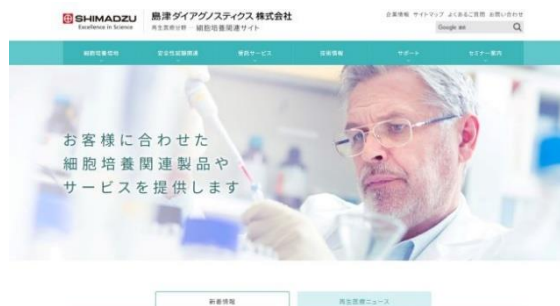 SHIMADZU
Excellence in Science
島津ダイアグノスティクス 株式会社
再生医療分野・細胞培養関連サイト
企業情報 サイトマップ よくあるご質問 お問い合わせ
Google
細胞培養信州 安全性試験関連 受託サービス 技術情報 サポート セミナー案内
お客様に合わせた
細胞培養関連製品や
サービスを提供します
新着情報 再生医療ニュース